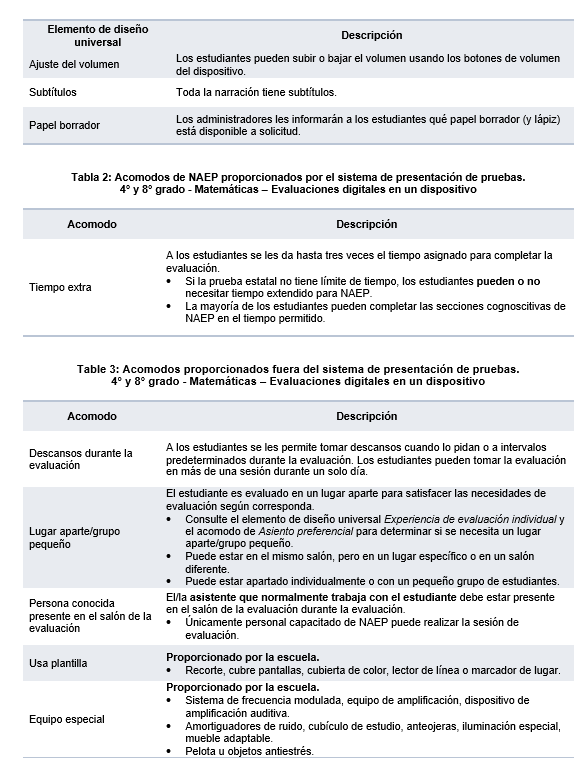 Elemento de diseño
universal
Descripción
Ajuste del volumen
Los estudiantes pueden subir o bajar el volumen usando los botones de volumen
del dispositivo.
Subtítulos
Toda la narración tiene subtítulos.
Papel borrador
Los administradores les informarán a los estudiantes qué papel borrador (y lápiz)
está disponible a solicitud.
Tabla 2: Acomodos de NAEP proporcionados por el sistema de presentación de pruebas.
4° y 8° grado - Matemáticas – Evaluaciones digitales en un dispositivo
Acomodo
Descripción
Tiempo extra
A los estudiantes se les da hasta tres veces el tiempo asignado para completar la
evaluación.
• Si la prueba estatal no tiene límite de tiempo, los estudiantes pueden o no
necesitar tiempo extendido para NAEP.
• La mayoría de los estudiantes pueden completar las secciones cognoscitivas de
NAEP en el tiempo permitido.
Table 3: Acomodos proporcionados fuera del sistema de presentación de pruebas.
4° y 8° grado - Matemáticas – Evaluaciones digitales en un dispositivo
Acomodo
Descripción
Descansos durante la
evaluación
A los estudiantes se les permite tomar descansos cuando lo pidan o a intervalos
predeterminados durante la evaluación. Los estudiantes pueden tomar la evaluación
en más de una sesión durante un solo día.
Lugar aparte/grupo
pequeño
El estudiante es evaluado en un lugar aparte para satisfacer las necesidades de
evaluación según corresponda.
• Consulte el elemento de diseño universal Experiencia de evaluación individual y
el acomodo de Asiento preferencial para determinar si se necesita un lugar
aparte/grupo pequeño.
• Puede estar en el mismo salón, pero en un lugar específico o en un salón
diferente.
• Puede estar apartado individualmente o con un pequeño grupo de estudiantes.
Persona conocida
presente en el salón de la
evaluación
El/la asistente que normalmente trabaja con el estudiante debe estar presente
en el salón de la evaluación durante la evaluación.
• Únicamente personal capacitado de NAEP puede realizar la sesión de
evaluación.
Usa plantilla
Proporcionado por la escuela.
• Recorte, cubre pantallas, cubierta de color, lector de línea o marcador de lugar.
Equipo especial
Proporcionado por la escuela.
• Sistema de frecuencia modulada, equipo de amplificación, dispositivo de
amplificación auditiva.
• Amortiguadores de ruido, cubículo de estudio, anteojeras, iluminación especial,
mueble adaptable.
• Pelota u objetos antiestrés.